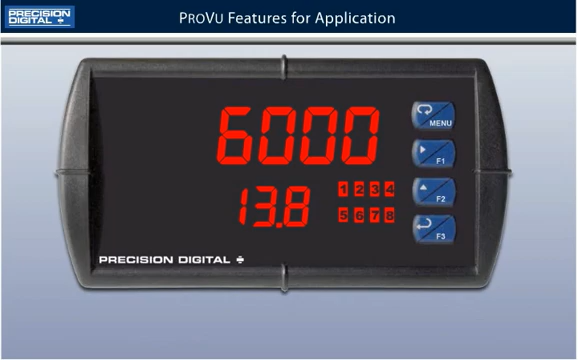 PRECISION
DIGITAL
PROVU Features for Application
6000
MENU
F1
13.8
1 2 3 4
5 6 7 8
F2
F3
PRECISION DIGITAL